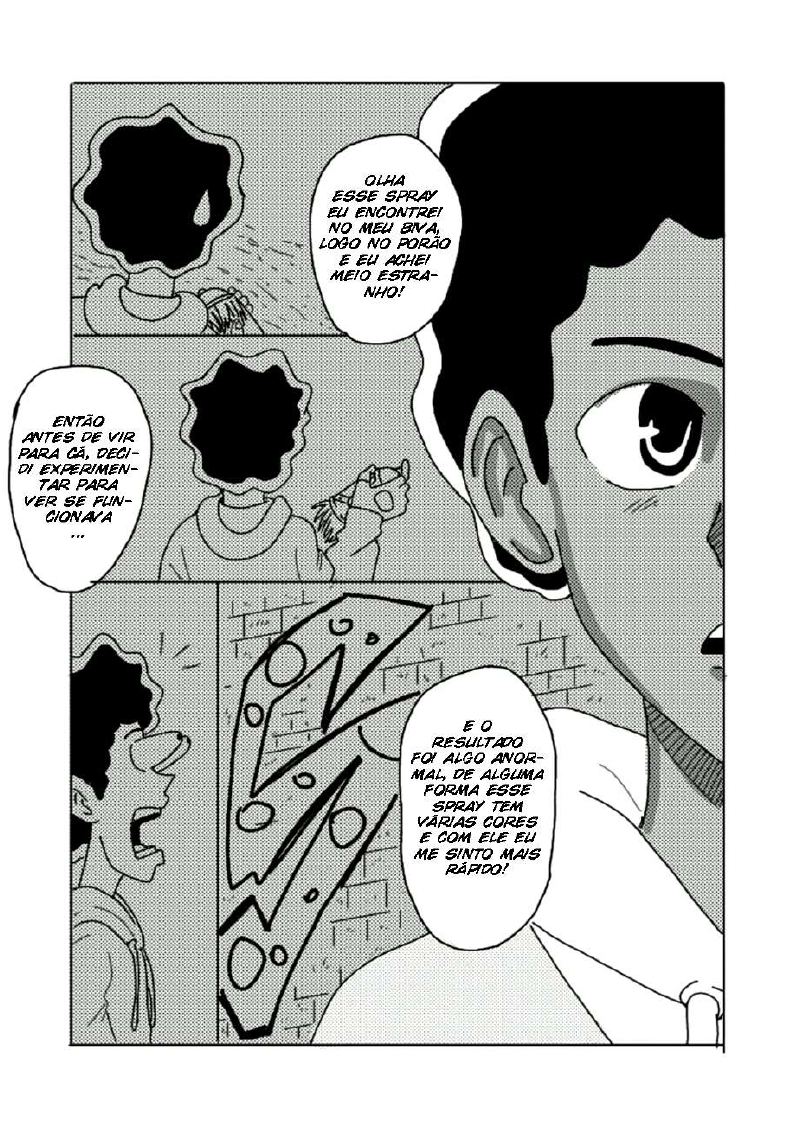 OLHA
ESSE SPRAY
EU ENCONTREI
NO MEU BIVA,
LOGO NO PORÃO
E EU ACHEI
MEIO ESTRA-
NHO!
ENTÃO
ANTES DE VIR
PARA CÁ, DECI-
DI EXPERIMEN-
TAR PARA
VER SE FUN-
CIONAVA
...
E O
RESULTADO
FOI ALGO ANOR-
MAL, DE ALGUMA
FORMA ESSE
SPRAY TEM
VÁRIAS CORES
E COM ELE EU
ME SINTO MAIS
RÁPIDO!